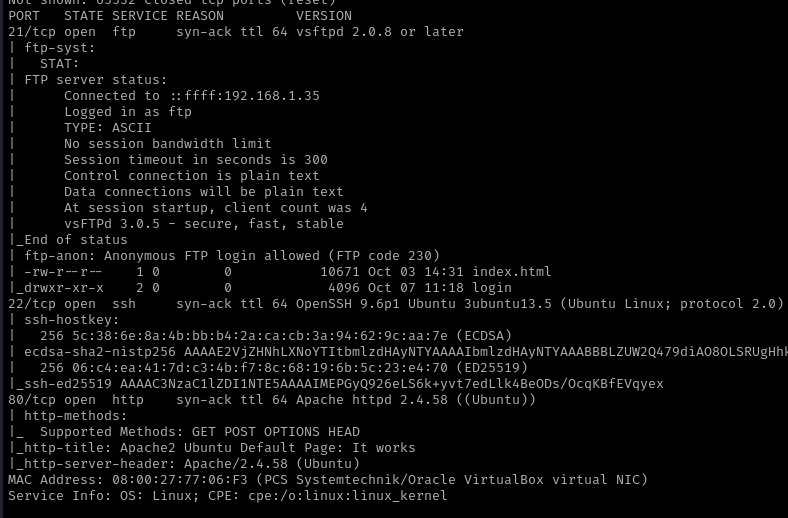 Not shown: 65532 closed tcp ports (reset)
PORT   STATE SERVICE REASON         VERSION
21/tcp open  ftp     syn-ack ttl 64 vsftpd 2.0.8 or later
| ftp-syst:
|   STAT:
| FTP server status:
|      Connected to ::ffff:192.168.1.35
|      Logged in as ftp
|      TYPE: ASCII
|      No session bandwidth limit
|      Session timeout in seconds is 300
|      Control connection is plain text
|      Data connections will be plain text
|      At session startup, client count was 4
|      vsFTPd 3.0.5 - secure, fast, stable
|_End of status
| ftp-anon: Anonymous FTP login allowed (FTP code 230)
| -rw-r--r--    1 0        0           10671 Oct 03 14:31 index.html
|_drwxr-xr-x    2 0        0            4096 Oct 07 11:18 login
22/tcp open  ssh     syn-ack ttl 64 OpenSSH 9.6p1 Ubuntu 3ubuntu13.5 (Ubuntu Linux; protocol 2.0)
| ssh-hostkey:
|   256 5c:38:6e:8a:4b:bb:b4:2a:ca:cb:3a:94:62:9c:aa:7e (ECDSA)
| ecdsa-sha2-nistp256 AAAAE2VjZHNhLXNoYTItbmlzdHAyNTYAAAAIbmlzdHAyNTYAAABBBLZUW2Q479diAO8OLSRUgHhk
|   256 06:c4:ea:41:7d:c3:4b:f7:8c:68:19:6b:5c:23:e4:70 (ED25519)
|_ssh-ed25519 AAAAC3NzaC1lZDI1NTE5AAAAIMEPGyQ926eLS6k+yvt7edLlk4BeODs/OcqKBfEVqyex
80/tcp open  http    syn-ack ttl 64 Apache httpd 2.4.58 ((Ubuntu))
| http-methods:
|_  Supported Methods: GET POST OPTIONS HEAD
|_http-title: Apache2 Ubuntu Default Page: It works
|_http-server-header: Apache/2.4.58 (Ubuntu)
MAC Address: 08:00:27:77:06:F3 (PCS Systemtechnik/Oracle VirtualBox virtual NIC)
Service Info: OS: Linux; CPE: cpe:/o:linux:linux_kernel